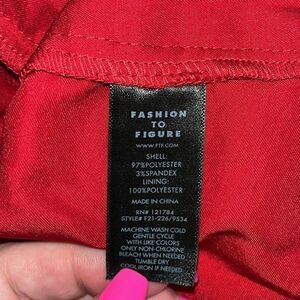 FASHION
TO
FIGURE
WWW.FTF.COM
SHELL:
97%POLYESTER
3%SPANDEX
LINING:
100%POLYESTER
MADE IN CHINA
RN# 121784
STYLE# F21-226/9534
MACHINE WASH COLD
GENTLE CYCLE
WITH LIKE COLORS
ONLY NON-CHLORINE
BLEACH WHEN NEEDED
TUMBLE DRY
COOL IRON IF NEEDED